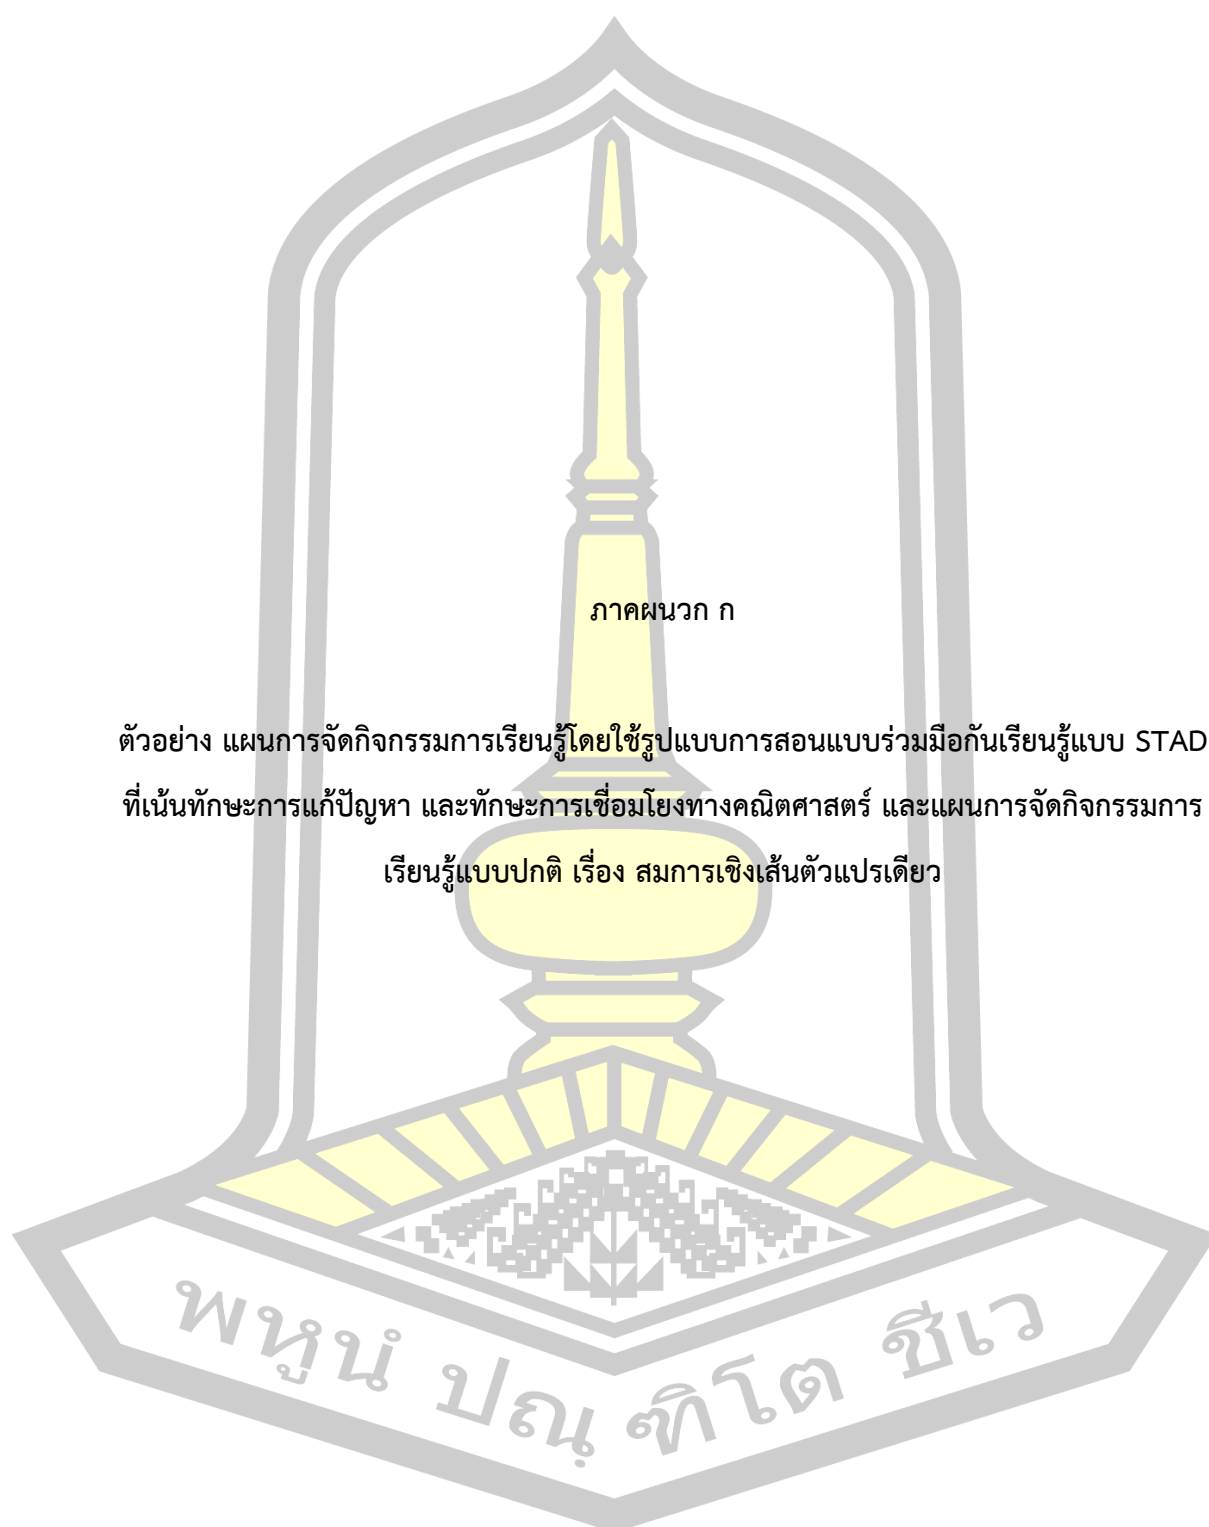 ภาคผนวก ก
ตัวอย่าง แผนการจัดกิจกรรมการเรียนรู้โดยใช้รูปแบบการสอนแบบร่วมมือกันเรียนรู้แบบ STAD
ที่เน้นทักษะการแก้ปัญหา และทักษะการเชื่อมโยงทางคณิตศาสตร์ และแผนการจัดกิจกรรมการ
เรียนรู้แบบปกติ เรื่อง สมการเชิงเส้นตัวแปรเดียว
พหูนํ ปณฺฑิโต ชีเว